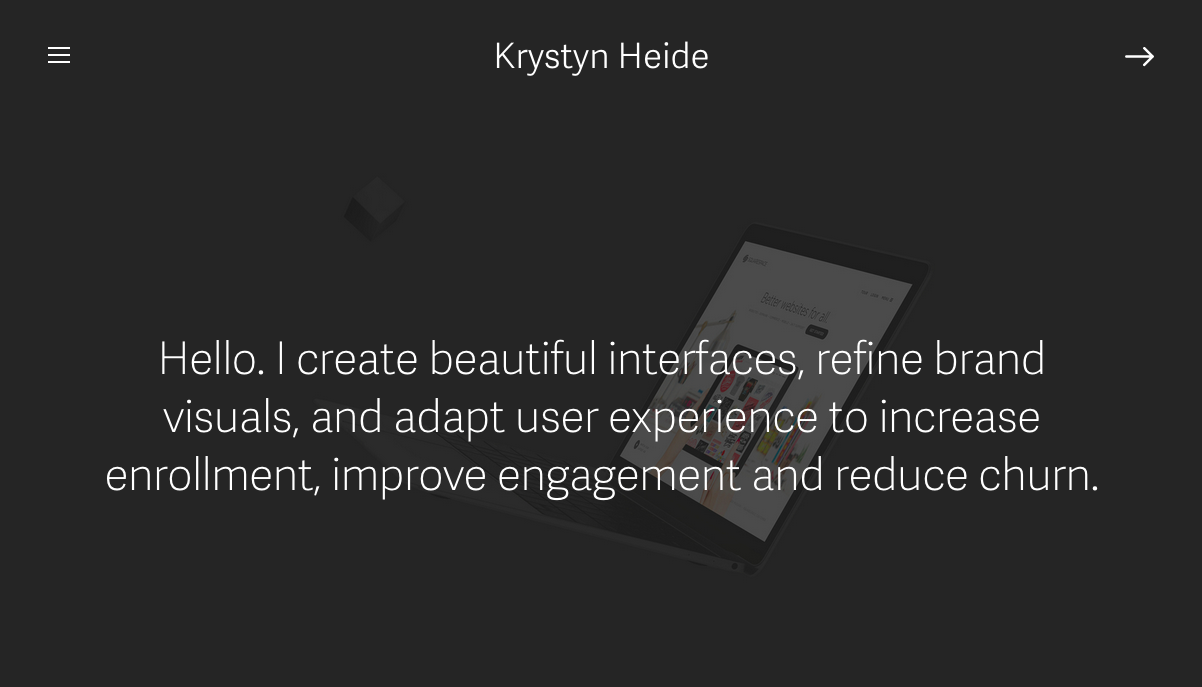 Krystyn Heide
Better websites for all.
Hello. I create beautiful interfaces, refine brand
visuals, and adapt user experience to increase
enrollment, improve engagement and reduce churn.